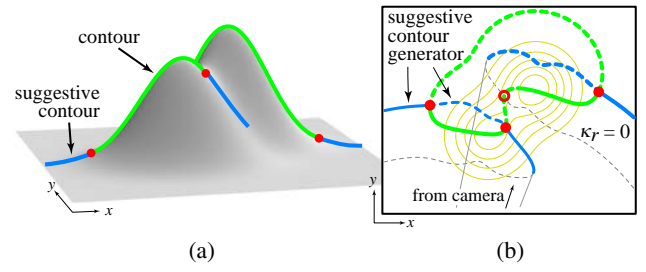 contour
suggestive
contour
y
x
(a)
suggestive
contour
generator
κr = 0
from camera
y
x
(b)